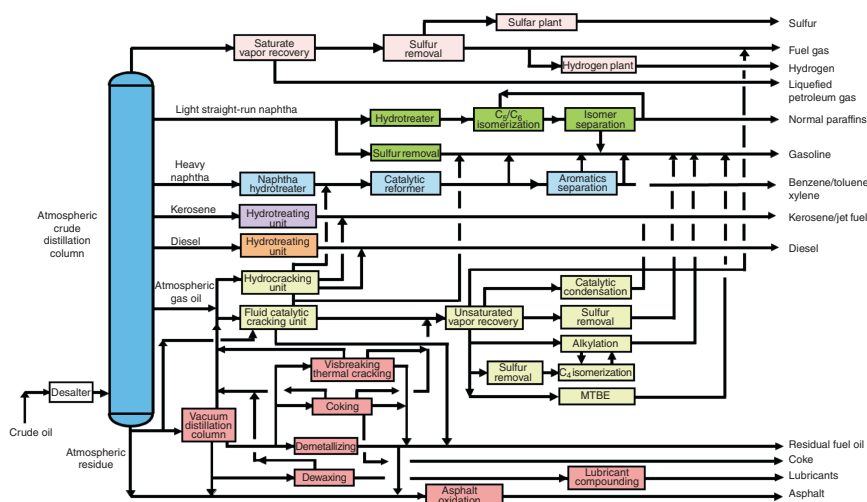 Sulfar plant
Sulfur
Saturate
vapor recovery
Sulfur
removal
Fuel gas
Hydrogen plant
Hydrogen
Liquefied
petroleum gas
Light straight-run naphtha
Hydrotreater
C5/C6
isomerization
Isomer
separation
Normal paraffins
Sulfur removal
Gasoline
Heavy
naphtha
Naphtha
hydrotreater
Catalytic
reformer
Aromatics
separation
Benzene/toluene
xylene
Atmospheric
crude distillation
column
Kerosene
Hydrotreating
unit
Kerosene/jet fuel
Diesel
Hydrotreating
unit
Diesel
Hydrocracking
unit
Atmospheric
gas oil
Catalytic
condensation
Fluid catalytic
cracking unit
Unsaturated
vapor recovery
Sulfur
removal
Alkylation
Visbreaking
thermal cracking
Sulfur
removal
C4 isomerization
Desalter
Coking
MTBE
Crude oil
Vacuum
distillation
column
Atmospheric
residue
Demetallizing
Residual fuel oil
Coke
Dewaxing
Lubricant
compounding
Lubricants
Asphalt
oxidation
Asphalt